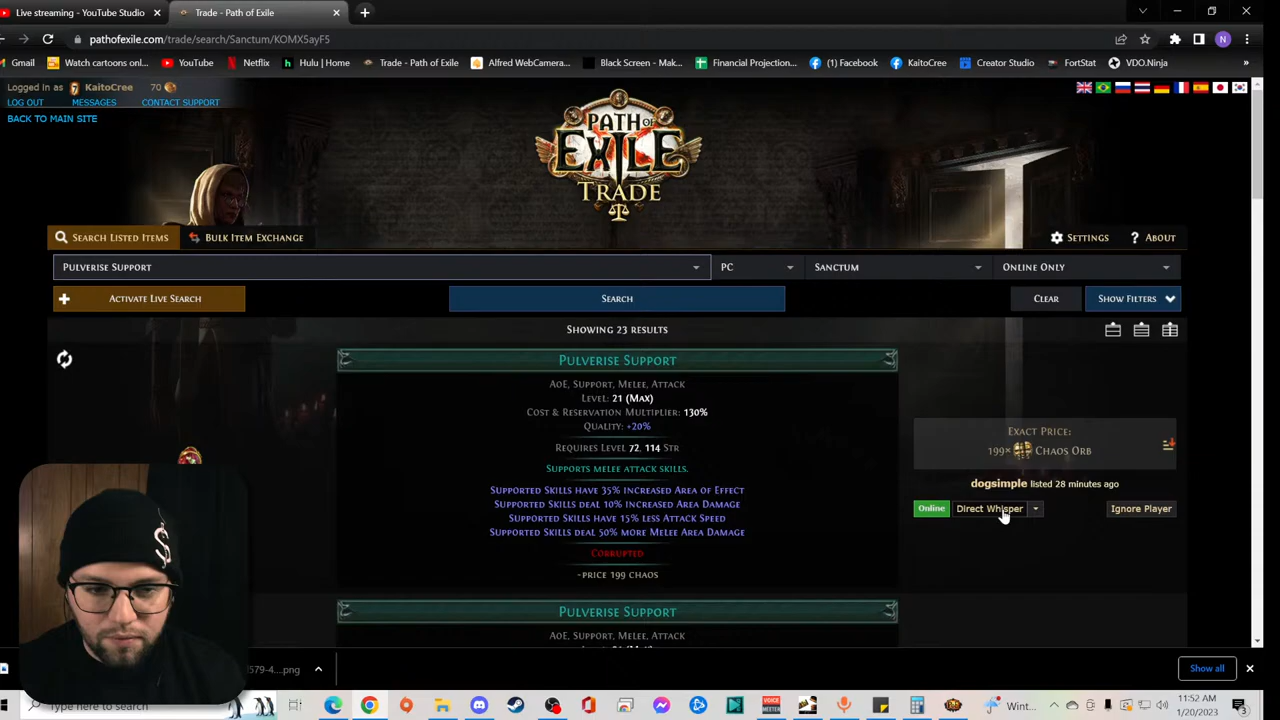 Live streaming - YouTube Studio
Trade - Path of Exile
pathofexile.com/trade/search/Sanctum/KOMX5ayF5
N
Gmail
Watch cartoons onl...
YouTube
Netflix
Hulu | Home
Trade - Path of Exile
Alfred WebCamera...
Black Screen - Mak...
Financial Projection...
(1) Facebook
KaitoCree
Creator Studio
FortStat
VDO.Ninja
»
Logged in as KaitoCree 70
LOG OUT MESSAGES CONTACT SUPPORT
BACK TO MAIN SITE
PATH OF
EXILE
TRADE
Search Listed Items
Bulk Item Exchange
Settings
? About
Pulverise Support
PC
Sanctum
Online Only
Activate Live Search
Search
Clear
Show Filters
Showing 23 results
Pulverise Support
AoE, Support, Melee, Attack
Level: 21 (Max)
Cost & Reservation Multiplier: 130%
Quality: +20%
Requires Level 72, 114 Str
Supports melee attack skills.
Supported Skills have 35% increased Area of Effect
Supported Skills deal 10% increased Area Damage
Supported Skills have 15% less Attack Speed
Supported Skills deal 50% more Melee Area Damage
Corrupted
~price 199 chaos
Exact Price:
199× Chaos Orb
dogsimple listed 28 minutes ago
Online
Direct Whisper
Ignore Player
Pulverise Support
AoE, Support, Melee, Attack
$
579-4....png
Show all
Type here to search
VOICE
MEETER
Wint...
11:52 AM
1/20/2023
3